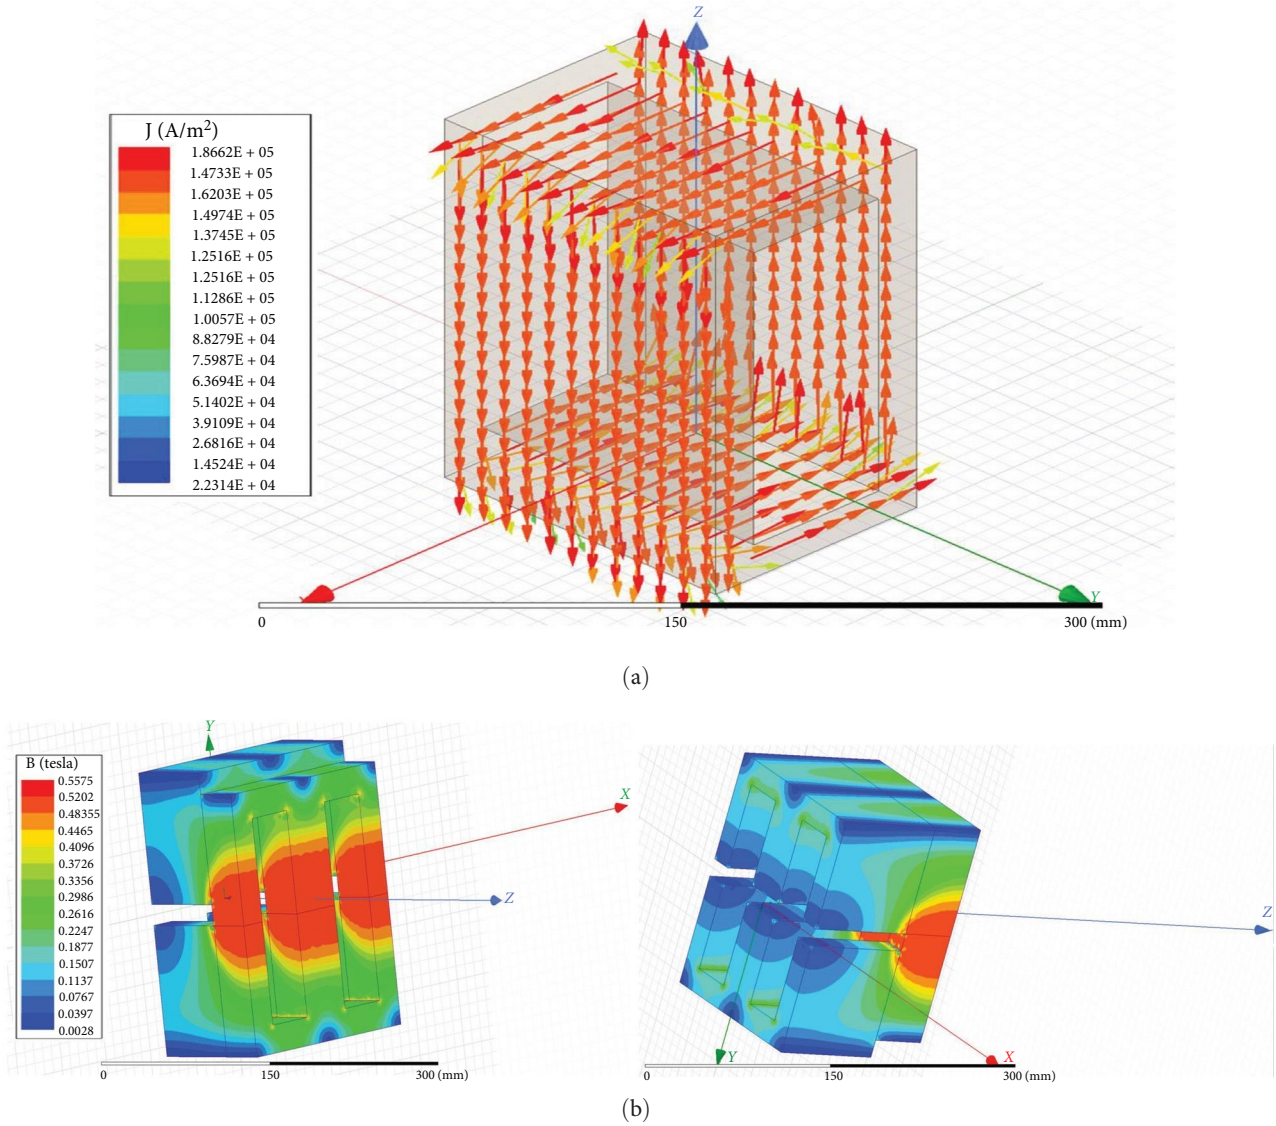 Z
J (A/m²)
1.8662E + 05
1.4733E + 05
1.6203E + 05
1.4974E + 05
1.3745E + 05
1.2516E + 05
1.2516E + 05
1.1286E + 05
1.0057E + 05
8.8279E + 04
7.5987E + 04
6.3694E + 04
5.1402E + 04
3.9109E + 04
2.6816E + 04
1.4524E + 04
2.2314E + 04
Y
0 150 300 (mm)
(a)
B (tesla)
0.5575
0.5202
0.48355
0.4465
0.4096
0.3726
0.3356
0.2986
0.2616
0.2247
0.1877
0.1507
0.1137
0.0767
0.0397
0.0028
Y
X
Z
0 150 300 (mm)
Z
Y
X
0 150 300 (mm)
(b)